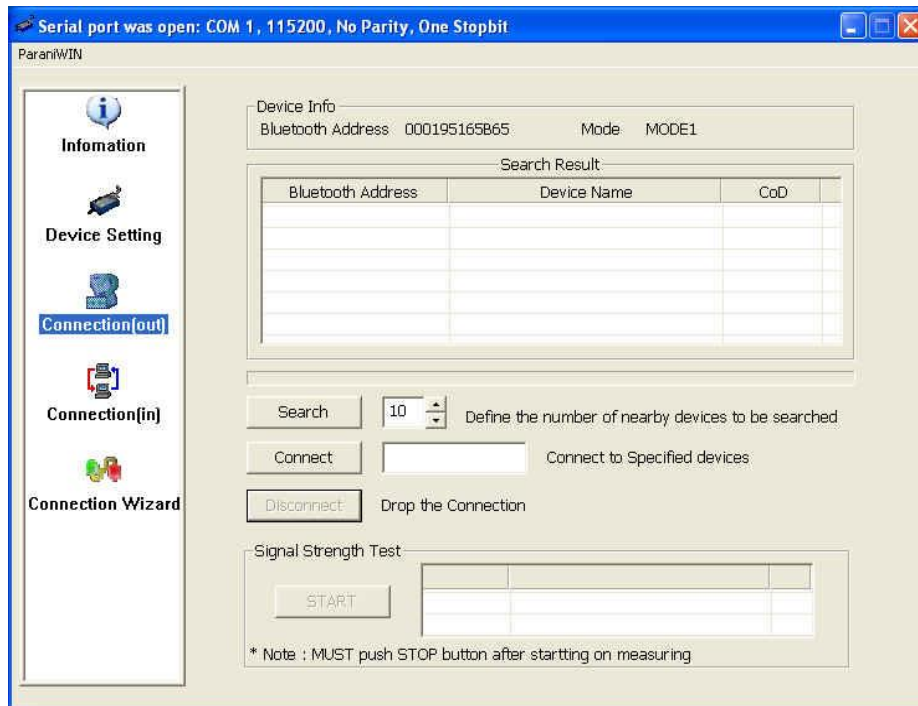 Serial port was open: COM 1, 115200, No Parity, One Stopbit
ParaniWIN
Infomation
Device Setting
Connection(out)
Connection(in)
Connection Wizard
Device Info
Bluetooth Address 000195165B65 Mode MODE1
Search Result
Bluetooth Address Device Name CoD
Search 10 Define the number of nearby devices to be searched
Connect Connect to Specified devices
Disconnect Drop the Connection
Signal Strength Test
START
* Note : MUST push STOP button after startting on measuring